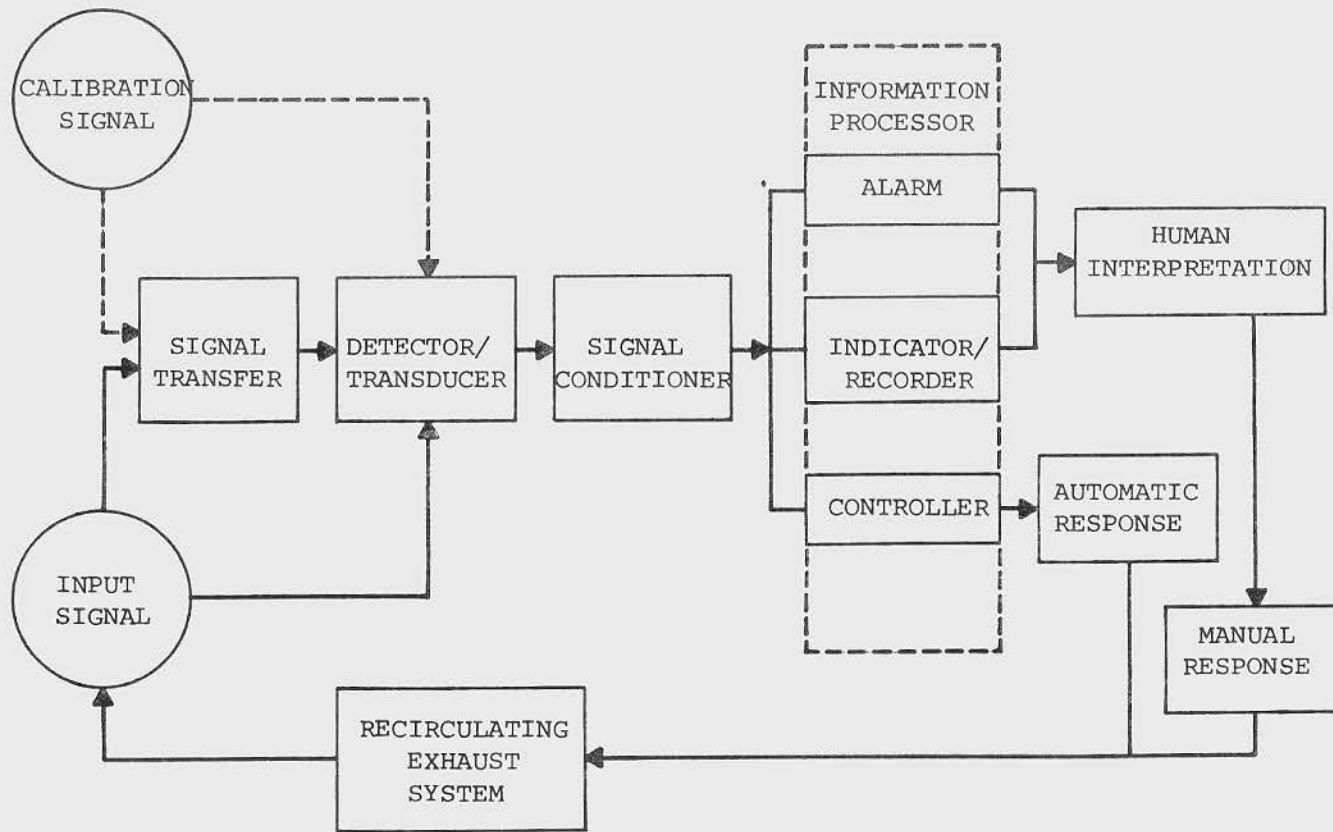 CALIBRATION
SIGNAL
INFORMATION
PROCESSOR
ALARM
HUMAN
INTERPRETATION
SIGNAL
TRANSFER
DETECTOR/
TRANSDUCER
SIGNAL
CONDITIONER
INDICATOR/
RECORDER
CONTROLLER
AUTOMATIC
RESPONSE
INPUT
SIGNAL
MANUAL
RESPONSE
RECIRCULATING
EXHAUST
SYSTEM